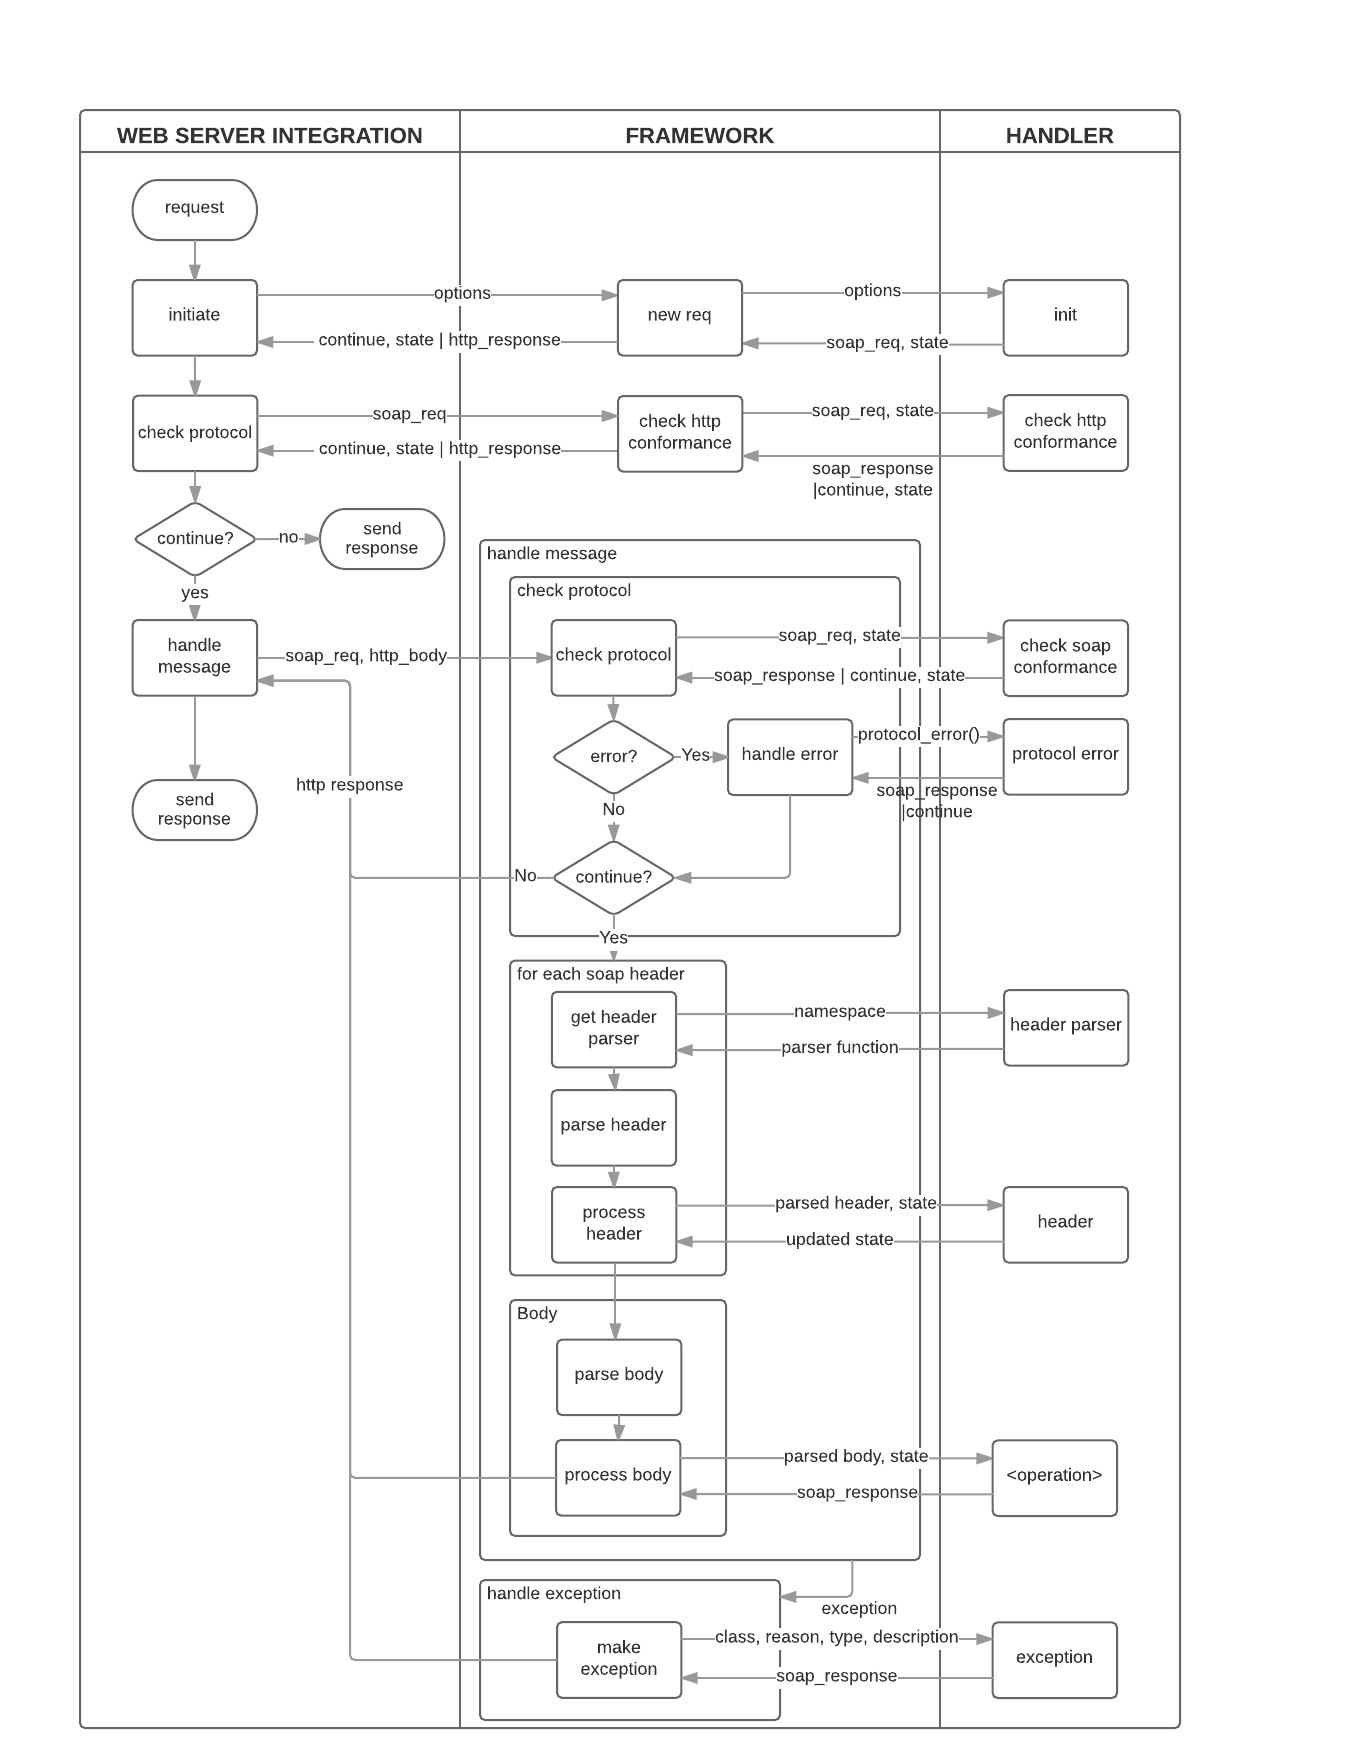 WEB SERVER INTEGRATION
FRAMEWORK
HANDLER
request
initiate
options
new req
options
init
continue, state | http_response
soap_req, state
check protocol
soap_req
check http
conformance
soap_req, state
check http
conformance
continue, state | http_response
soap_response
|continue, state
continue?
no
send
response
yes
handle message
check protocol
handle
message
soap_req, http_body
check protocol
soap_req, state
check soap
conformance
soap_response | continue, state
error?
Yes
handle error
protocol_error()
protocol error
soap_response
|continue
No
http response
send
response
continue?
No
Yes
for each soap header
get header
parser
namespace
header parser
parser function
parse header
process
header
parsed header, state
header
updated state
Body
parse body
process body
parsed body, state
<operation>
soap_response
handle exception
exception
make
exception
class, reason, type, description
exception
soap_response